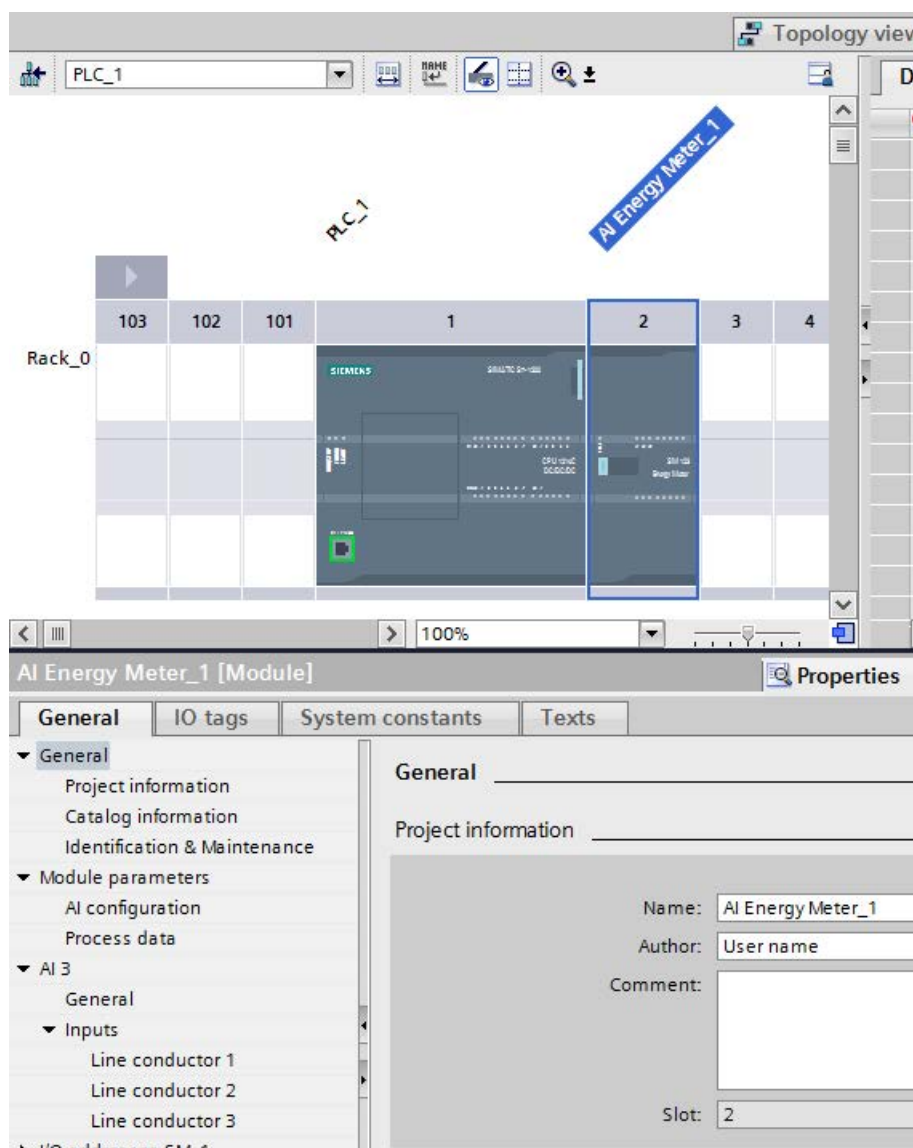 Topology view
PLC_1
NAME
D
PLC_1
AI Energy Meter_1
103 102 101 1 2 3 4
Rack_0
SIEMENS
100%
AI Energy Meter_1 [Module]
Properties
General IO tags System constants Texts
General
Project information
Catalog information
Identification & Maintenance
Module parameters
AI configuration
Process data
AI 3
General
Inputs
Line conductor 1
Line conductor 2
Line conductor 3
General
Project information
Name: AI Energy Meter_1
Author: User name
Comment:
Slot: 2